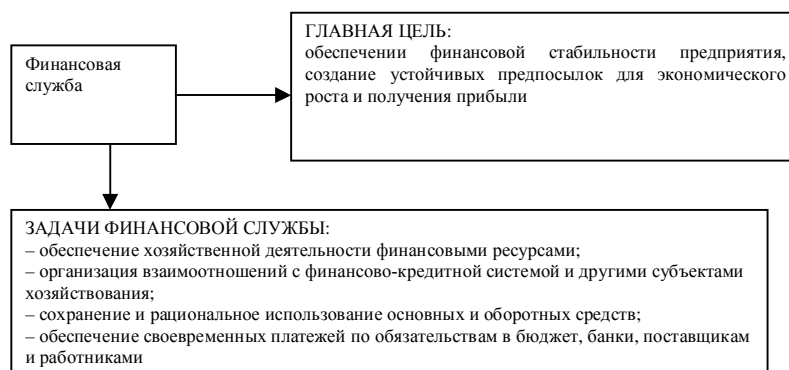 Финансовая
служба
ГЛАВНАЯ ЦЕЛЬ:
обеспечении финансовой стабильности предприятия,
создание устойчивых предпосылок для экономического
роста и получения прибыли
ЗАДАЧИ ФИНАНСОВОЙ СЛУЖБЫ:
– обеспечение хозяйственной деятельности финансовыми ресурсами;
– организация взаимоотношений с финансово-кредитной системой и другими субъектами
хозяйствования;
– сохранение и рациональное использование основных и оборотных средств;
– обеспечение своевременных платежей по обязательствам в бюджет, банки, поставщикам
и работниками